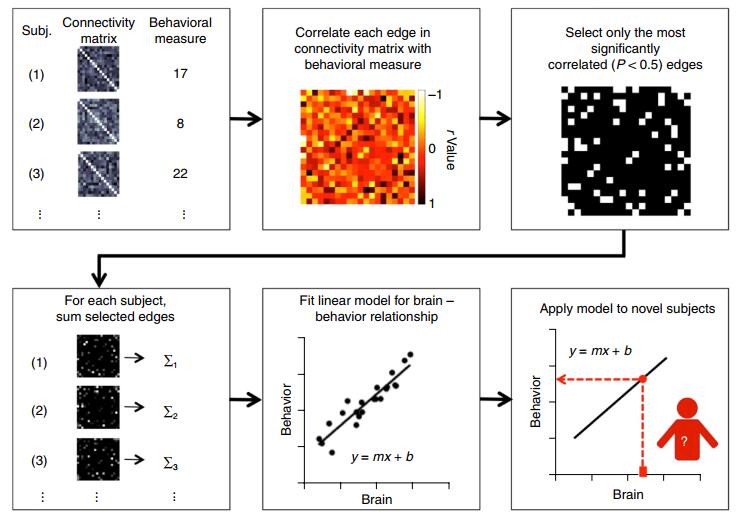 Subj.
Connectivity
matrix
Behavioral
measure
(1)
17
(2)
8
(3)
22
⋮
⋮
⋮
Correlate each edge in
connectivity matrix with
behavioral measure
−1
0
1
r Value
Select only the most
significantly
correlated (P < 0.5) edges
For each subject,
sum selected edges
(1)
Σ1
(2)
Σ2
(3)
Σ3
⋮
⋮
⋮
Fit linear model for brain –
behavior relationship
Behavior
y = mx + b
Brain
Apply model to novel subjects
y = mx + b
Behavior
?
Brain